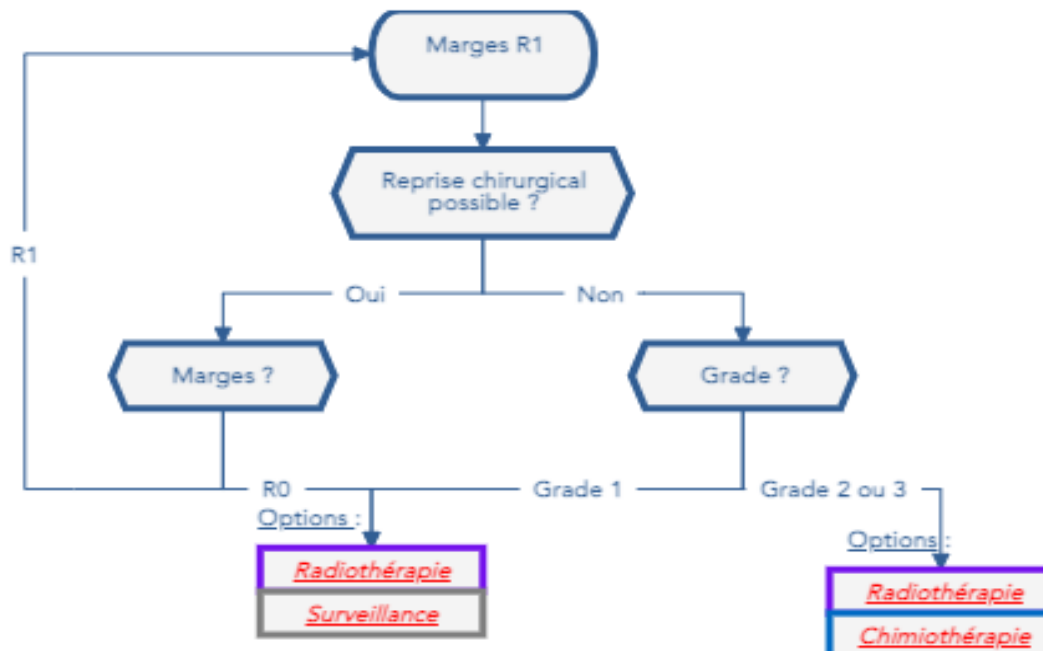 Marges R1
Reprise chirurgical
possible ?
R1
Oui
Non
Marges ?
Grade ?
R0
Grade 1
Grade 2 ou 3
Options :
Options :
Radiothérapie
Surveillance
Radiothérapie
Chimiothérapie